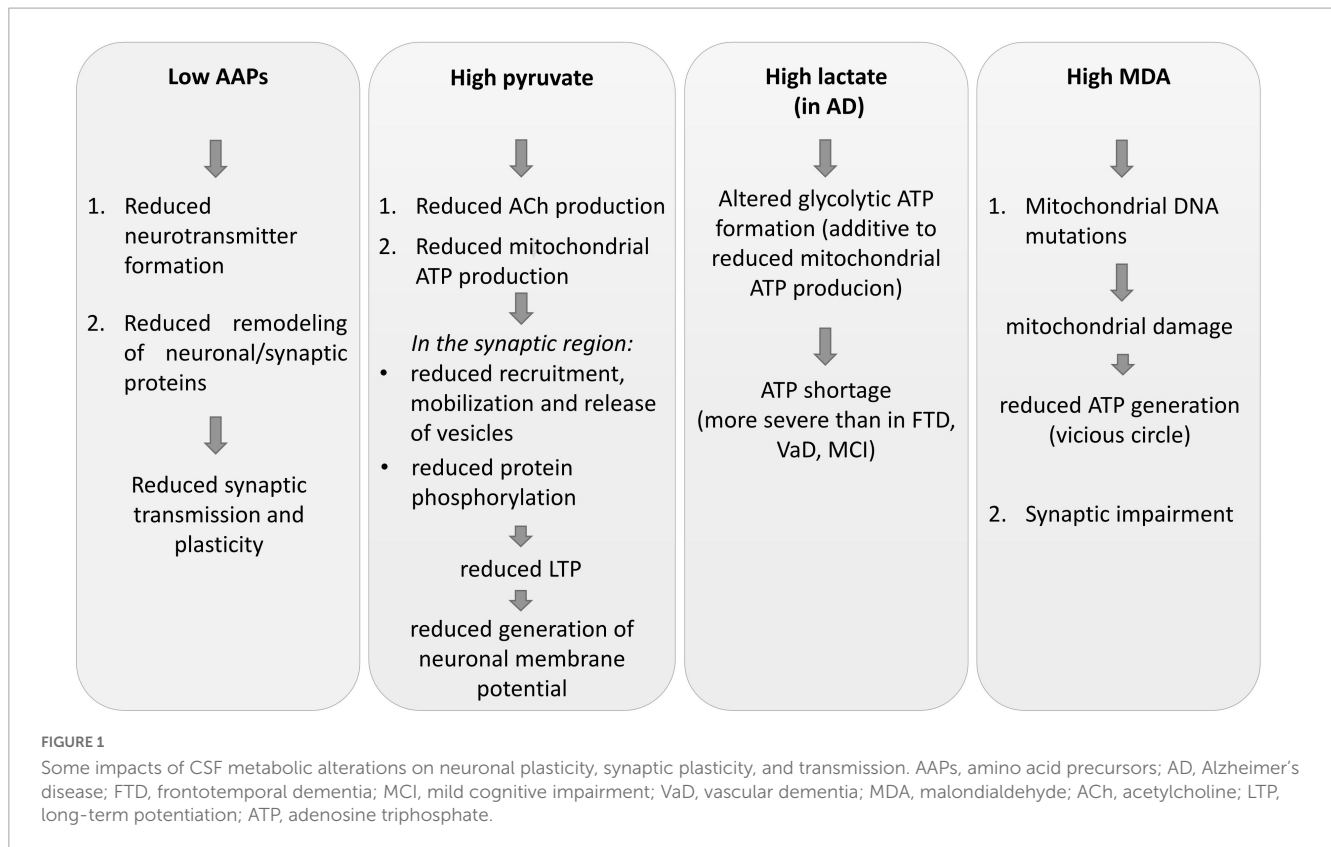 Low AAPs
1. Reduced
neurotransmitter
formation
2. Reduced remodeling
of neuronal/synaptic
proteins
Reduced synaptic
transmission and
plasticity
High pyruvate
1. Reduced ACh production
2. Reduced mitochondrial
ATP production
In the synaptic region:
• reduced recruitment,
mobilization and release
of vesicles
• reduced protein
phosphorylation
reduced LTP
reduced generation of
neuronal membrane
potential
High lactate
(in AD)
Altered glycolytic ATP
formation (additive to
reduced mitochondrial
ATP producion)
ATP shortage
(more severe than in FTD,
VaD, MCI)
High MDA
1. Mitochondrial DNA
mutations
mitochondrial damage
reduced ATP generation
(vicious circle)
2. Synaptic impairment
FIGURE 1
Some impacts of CSF metabolic alterations on neuronal plasticity, synaptic plasticity, and transmission. AAPs, amino acid precursors; AD, Alzheimer's
disease; FTD, frontotemporal dementia; MCI, mild cognitive impairment; VaD, vascular dementia; MDA, malondialdehyde; ACh, acetylcholine; LTP,
long-term potentiation; ATP, adenosine triphosphate.